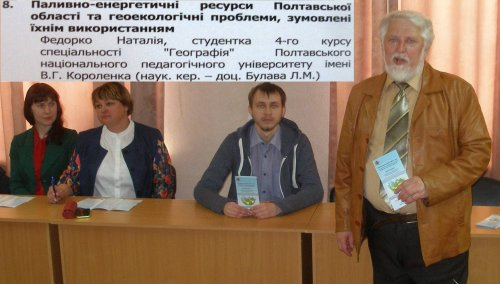 8. Паливно-енергетичні ресурси Полтавської
області та геоекологічні проблеми, зумовлені
їхнім використанням
Федорко Наталія, студентка 4-го курсу
спеціальності "Географія" Полтавського
національного педагогічного університету імені
В.Г. Короленка (наук. кер. – доц. Булава Л.М.)